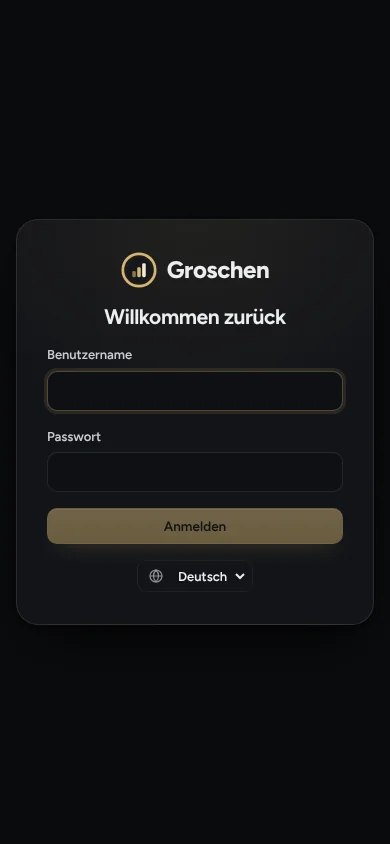 Groschen
Willkommen zurück
Benutzername
Passwort
Anmelden
Deutsch